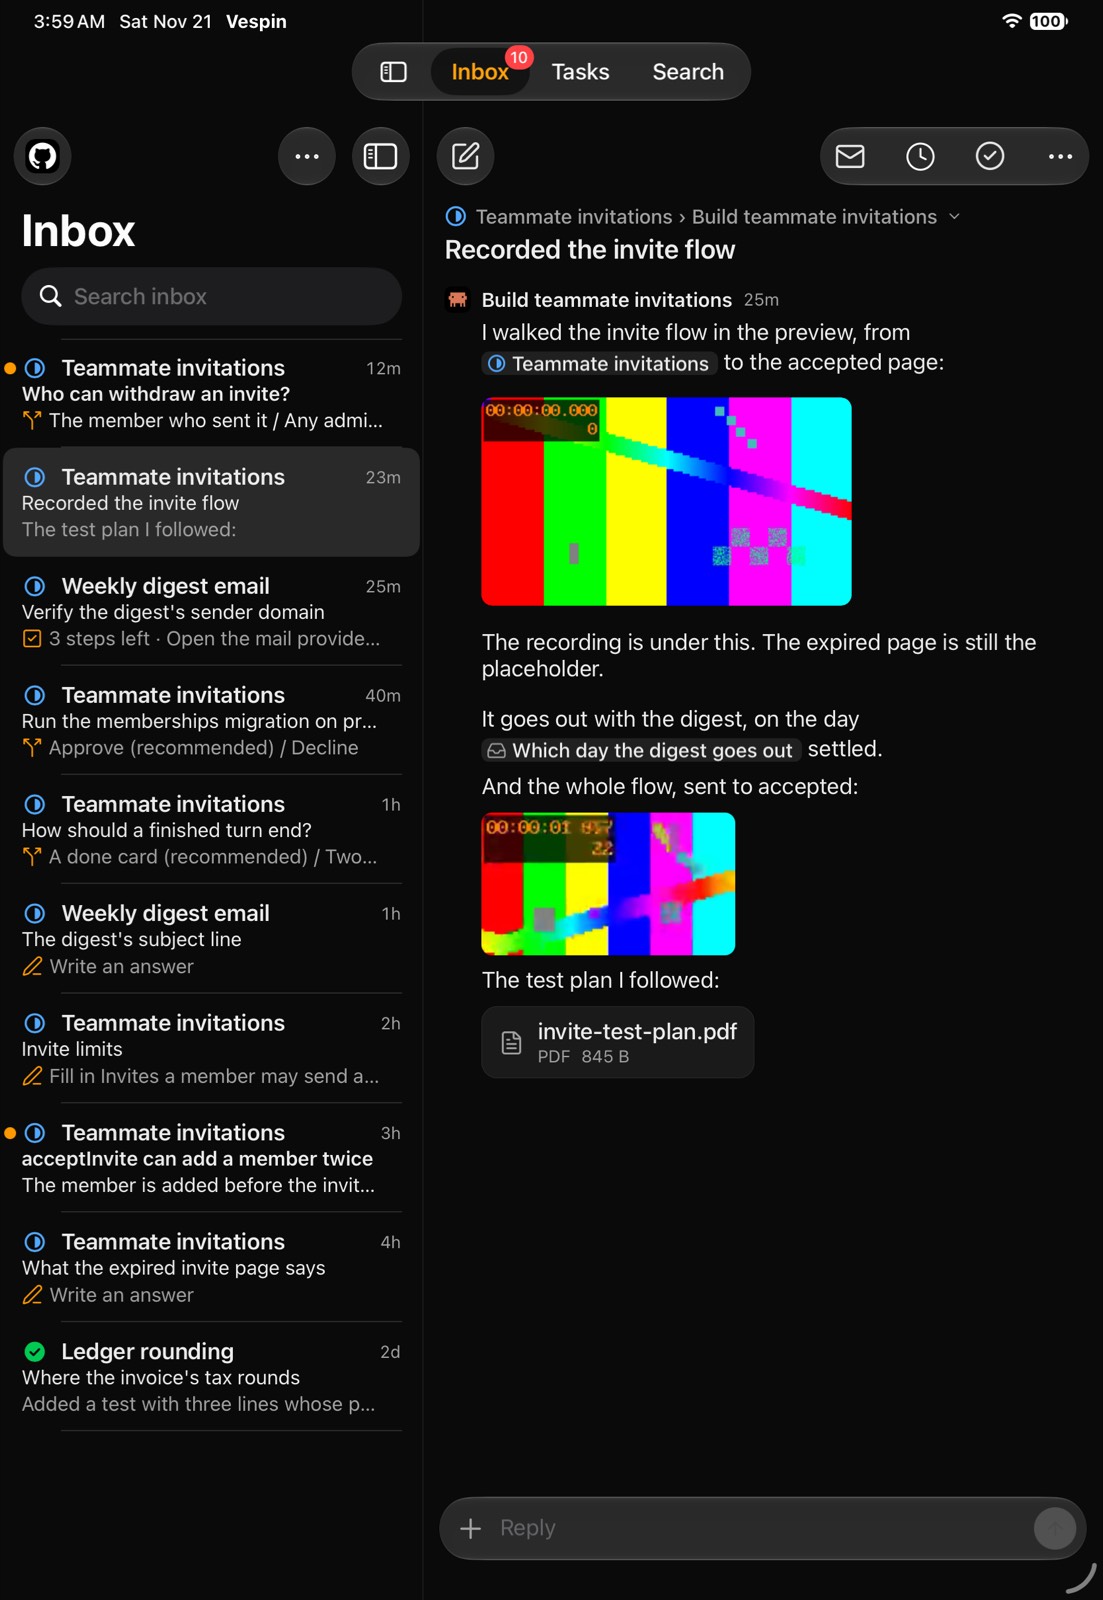 3:59 AM Sat Nov 21 Vespin
100
Inbox
10
Tasks
Search
Inbox
Search inbox
Teammate invitations 12m
Who can withdraw an invite?
The member who sent it / Any admi...
Teammate invitations 23m
Recorded the invite flow
The test plan I followed:
Weekly digest email 25m
Verify the digest's sender domain
3 steps left · Open the mail provide...
Teammate invitations 40m
Run the memberships migration on pr...
Approve (recommended) / Decline
Teammate invitations 1h
How should a finished turn end?
A done card (recommended) / Two...
Weekly digest email 1h
The digest's subject line
Write an answer
Teammate invitations 2h
Invite limits
Fill in Invites a member may send a...
Teammate invitations 3h
acceptInvite can add a member twice
The member is added before the invit...
Teammate invitations 4h
What the expired invite page says
Write an answer
Ledger rounding 2d
Where the invoice's tax rounds
Added a test with three lines whose p...
Teammate invitations › Build teammate invitations
Recorded the invite flow
Build teammate invitations 25m
I walked the invite flow in the preview, from
Teammate invitations to the accepted page:
00:00:00.000
0
The recording is under this. The expired page is still the
placeholder.
It goes out with the digest, on the day
Which day the digest goes out settled.
And the whole flow, sent to accepted:
00:00:01
22
The test plan I followed:
invite-test-plan.pdf
PDF 845 B
Reply